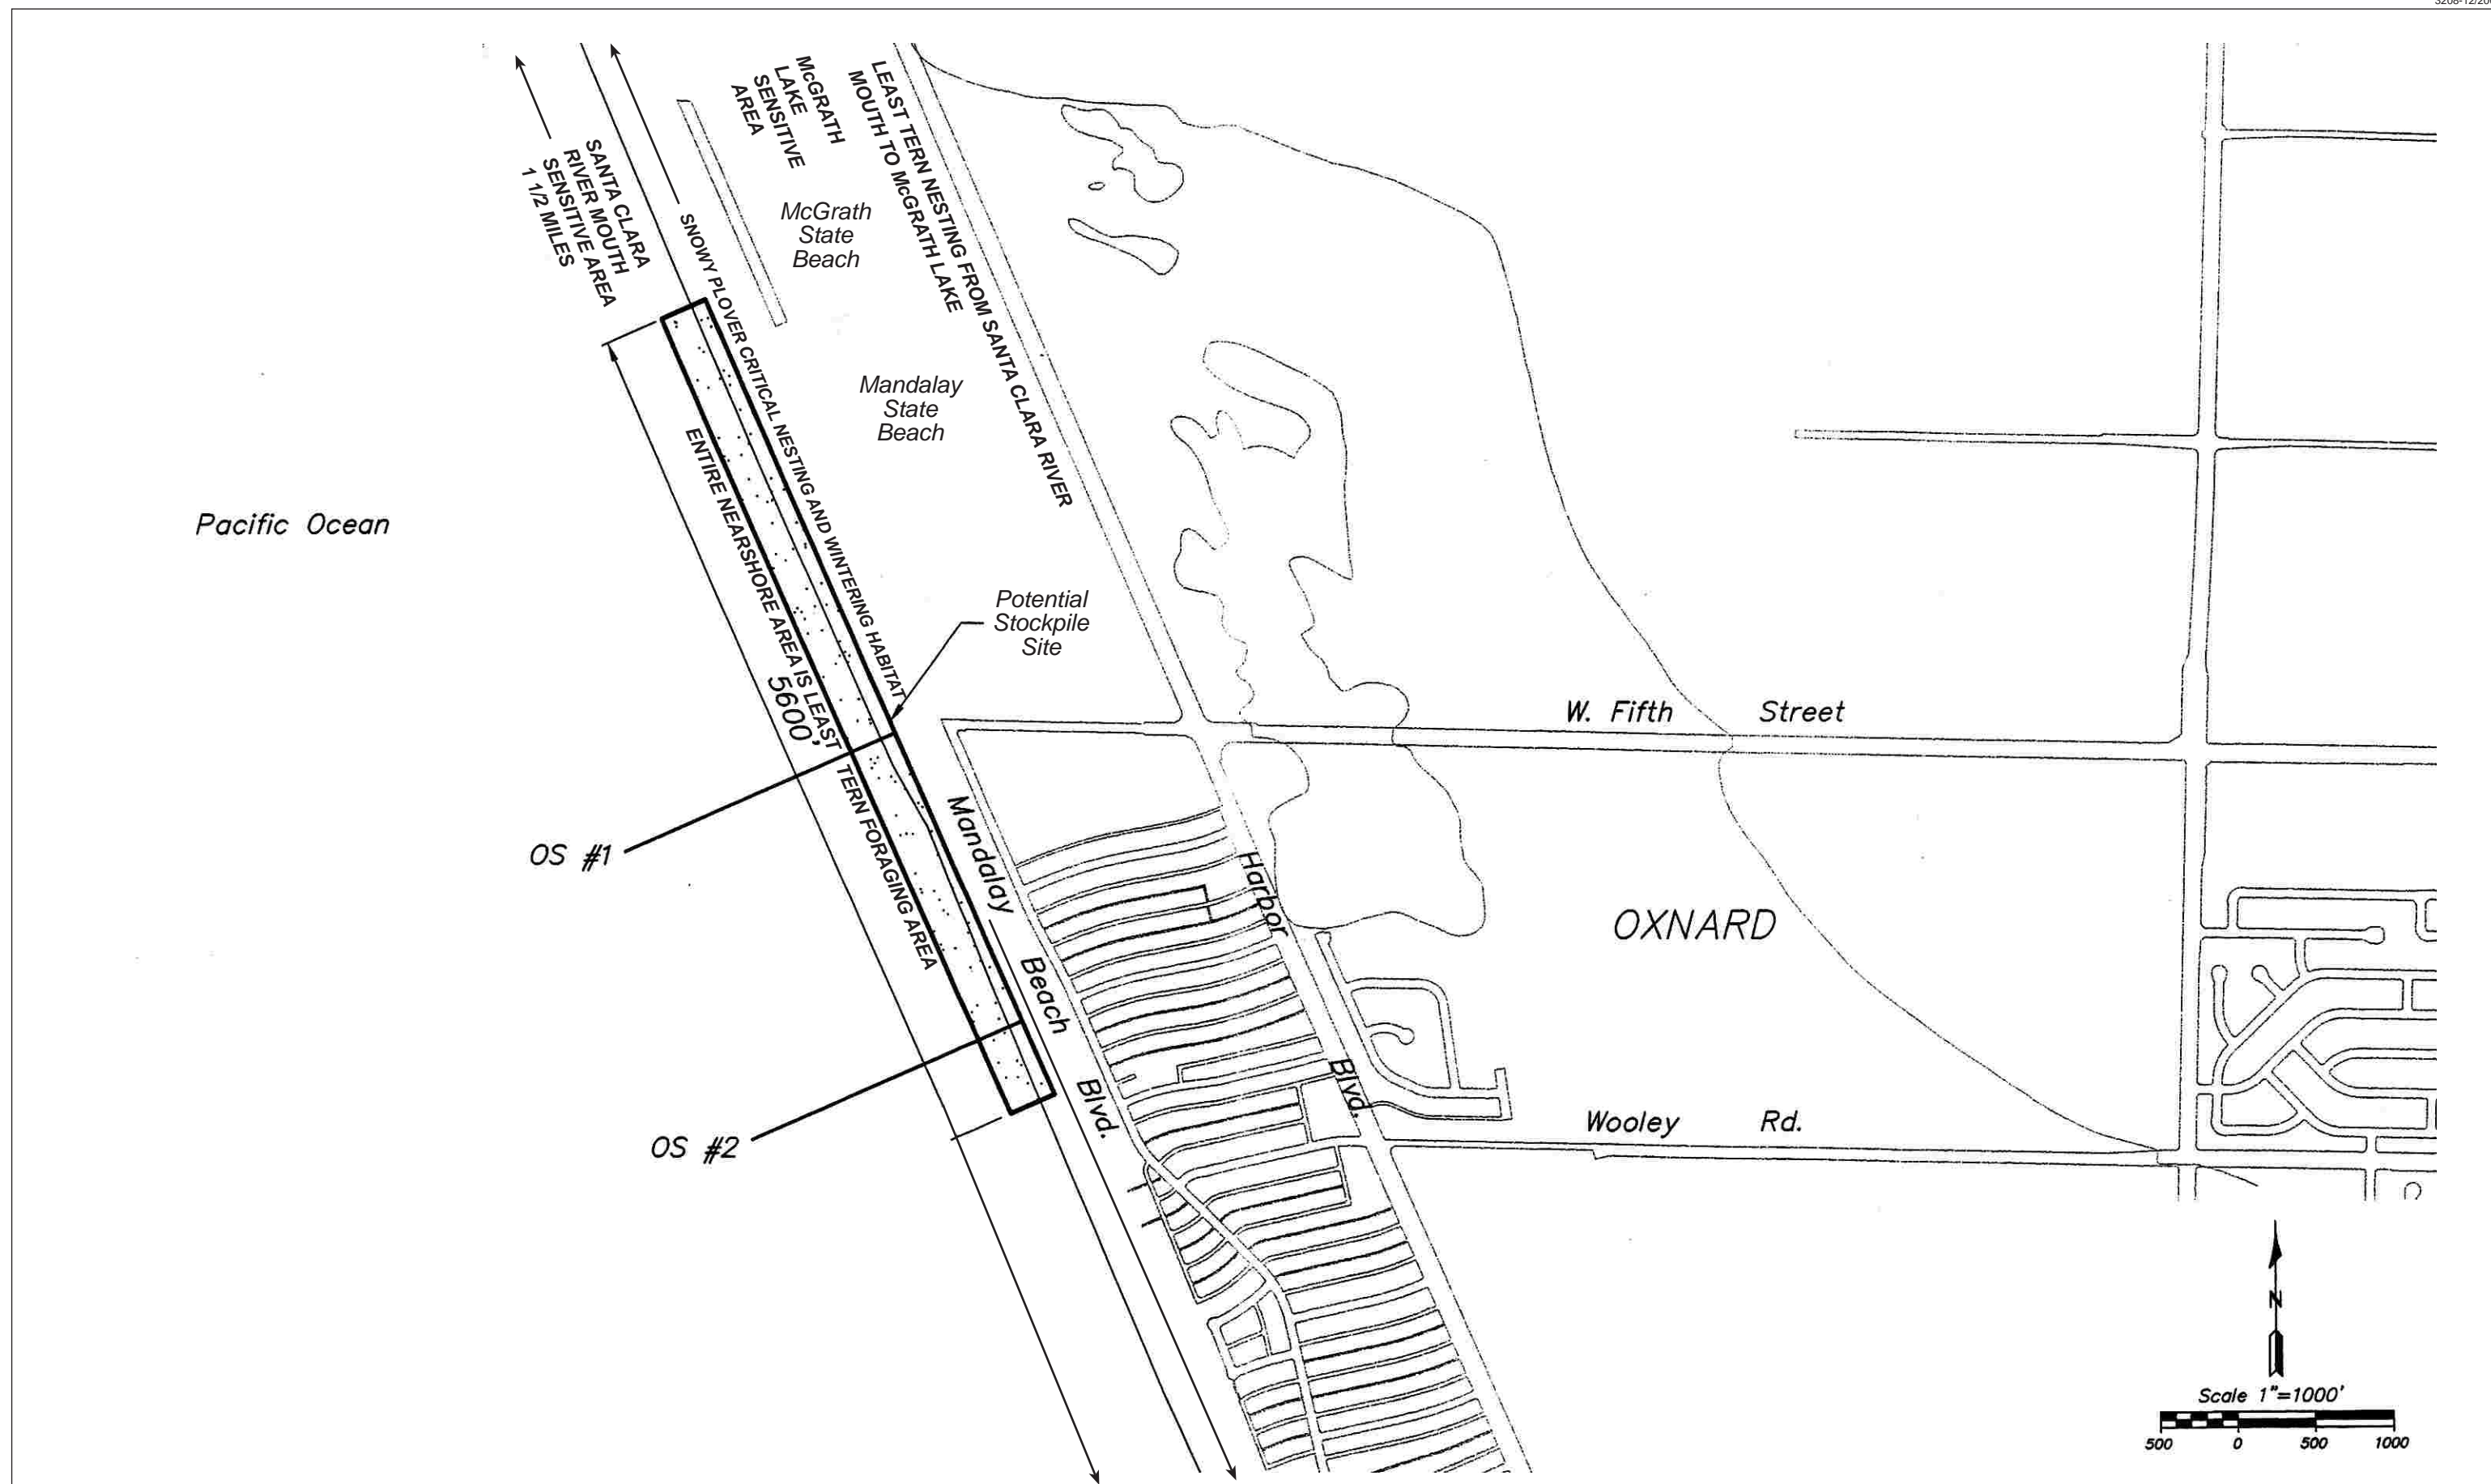 SANTA CLARA
RIVER MOUTH
SENSITIVE AREA
1 1/2 MILES
McGRATH
LAKE
SENSITIVE
AREA
LEAST TERN NESTING FROM SANTA CLARA RIVER
MOUTH TO McGRATH LAKE
SNOWY PLOVER CRITICAL NESTING AND WINTERING HABITAT
McGrath
State
Beach
Mandalay
State
Beach
Pacific Ocean
Potential
Stockpile
Site
ENTIRE NEARSHORE AREA IS LEAST TERN FORAGING AREA
5600'
W. Fifth Street
OS #1
Mandalay Beach Blvd.
Harbor Blvd.
OXNARD
OS #2
Wooley Rd.
N
Scale 1"=1000'
500 0 500 1000